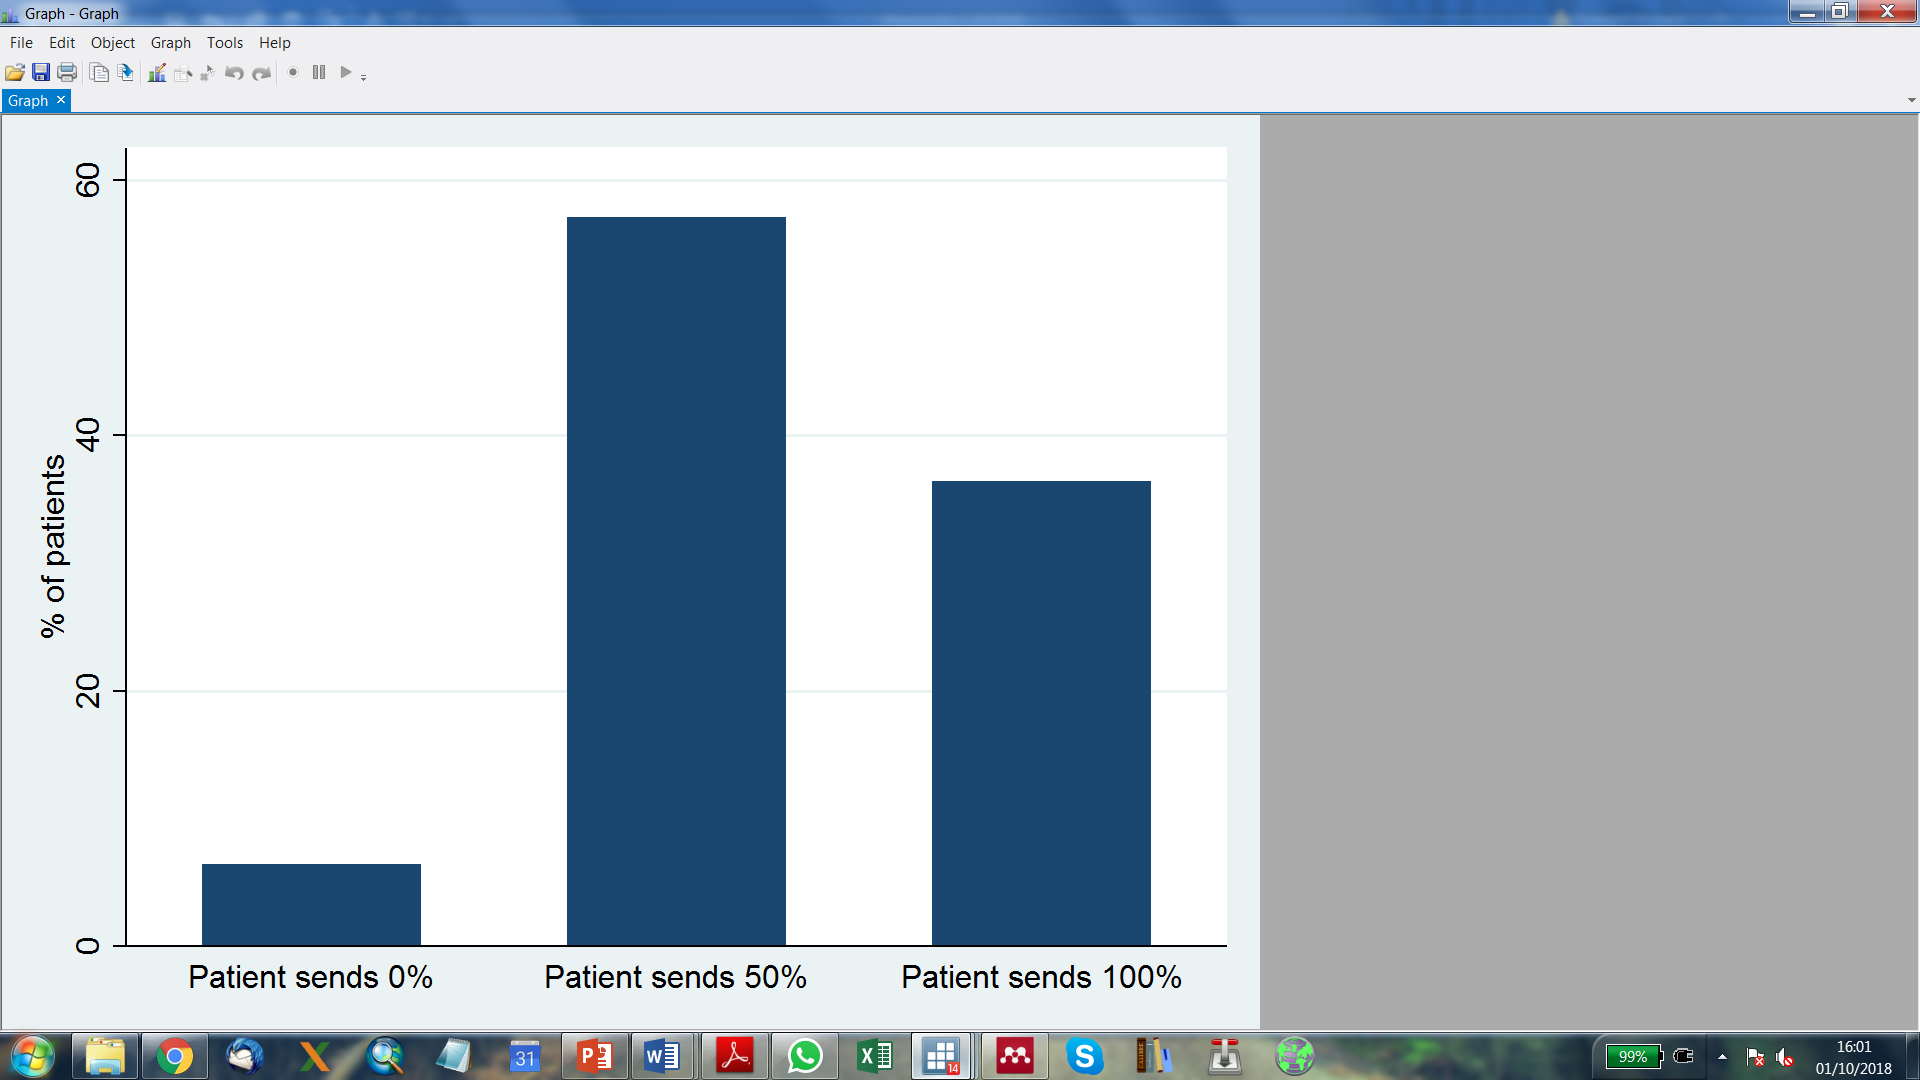 Graph - Graph
File Edit Object Graph Tools Help
Graph
60
40
20
0
% of patients
Patient sends 0% Patient sends 50% Patient sends 100%
31
P
W
X
14
S
99%
16:01
01/10/2018